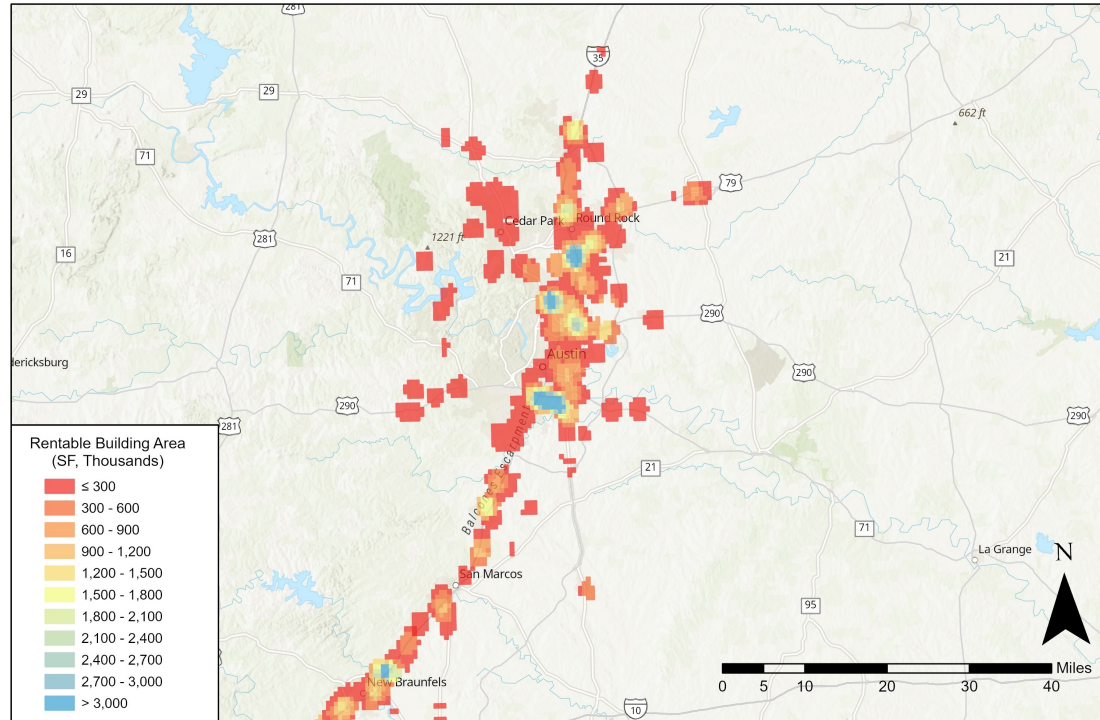 281
35
29
29
662 ft
71
79
Cedar Park
Round Rock
1221 ft
281
16
21
71
290
290
Austin
dericksburg
290
290
281
Balcones Escarpment
21
71
La Grange
San Marcos
95
New Braunfels
10
Rentable Building Area
(SF, Thousands)
≤ 300
300 - 600
600 - 900
900 - 1,200
1,200 - 1,500
1,500 - 1,800
1,800 - 2,100
2,100 - 2,400
2,400 - 2,700
2,700 - 3,000
> 3,000
N
Miles
0 5 10 20 30 40